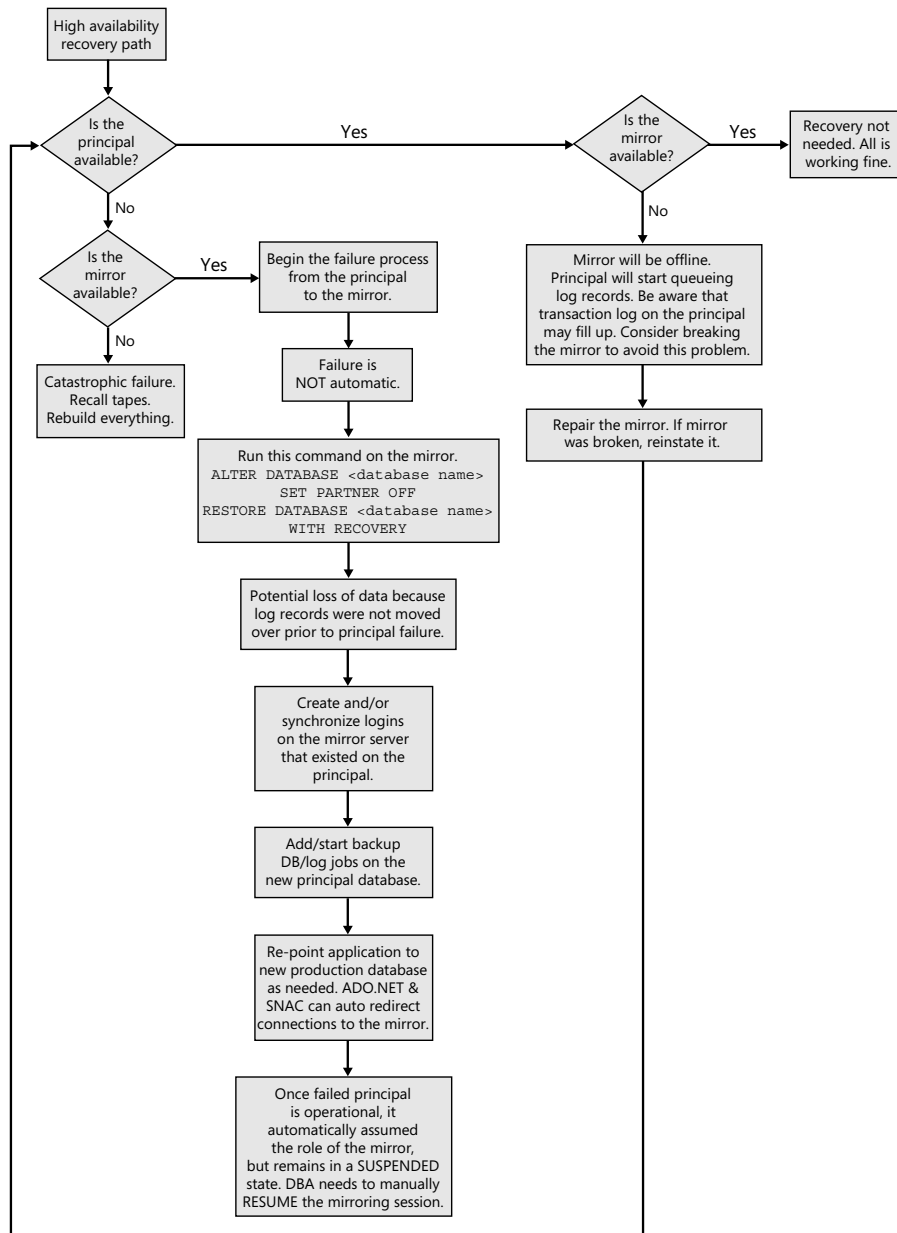 High availability
recovery path
Is the
principal
available?
Yes
Is the
mirror
available?
Yes
Recovery not
needed. All is
working fine.
No
No
Is the
mirror
available?
Yes
Begin the failure process
from the principal
to the mirror.
Mirror will be offline.
Principal will start queueing
log records. Be aware that
transaction log on the principal
may fill up. Consider breaking
the mirror to avoid this problem.
No
Catastrophic failure.
Recall tapes.
Rebuild everything.
Failure is
NOT automatic.
Repair the mirror. If mirror
was broken, reinstate it.
Run this command on the mirror.
ALTER DATABASE <database name>
SET PARTNER OFF
RESTORE DATABASE <database name>
WITH RECOVERY
Potential loss of data because
log records were not moved
over prior to principal failure.
Create and/or
synchronize logins
on the mirror server
that existed on the
principal.
Add/start backup
DB/log jobs on the
new principal database.
Re-point application to
new production database
as needed. ADO.NET &
SNAC can auto redirect
connections to the mirror.
Once failed principal
is operational, it
automatically assumed
the role of the mirror,
but remains in a SUSPENDED
state. DBA needs to manually
RESUME the mirroring session.